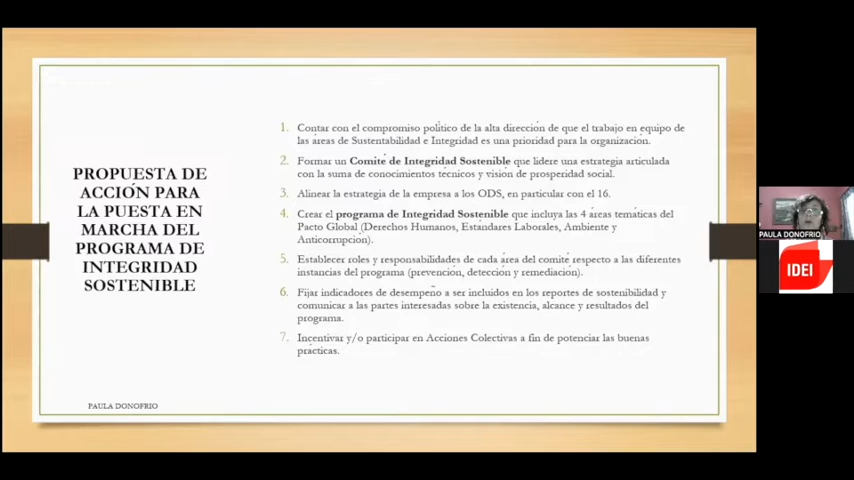 PROPUESTA DE
ACCIÓN PARA
LA PUESTA EN
MARCHA DEL
PROGRAMA DE
INTEGRIDAD
SOSTENIBLE
1. Contar con el compromiso político de la alta dirección de que el trabajo en equipo de
las áreas de Sustentabilidad e Integridad es una prioridad para la organización.
2. Formar un Comité de Integridad Sostenible que lidere una estrategia articulada
con la suma de conocimientos técnicos y visión de prosperidad social.
3. Alinear la estrategia de la empresa a los ODS, en particular con el 16.
4. Crear el programa de Integridad Sostenible que incluya las 4 áreas temáticas del
Pacto Global (Derechos Humanos, Estándares Laborales, Ambiente y
Anticorrupción).
5. Establecer roles y responsabilidades de cada área del comité respecto a las diferentes
instancias del programa (prevención, detección y remediación).
6. Fijar indicadores de desempeño a ser incluidos en los reportes de sostenibilidad y
comunicar a las partes interesadas sobre la existencia, alcance y resultados del
programa.
7. Incentivar y/o participar en Acciones Colectivas a fin de potenciar las buenas
prácticas.
PAULA DONOFRIO
PAULA DONOFRIO
IDEI